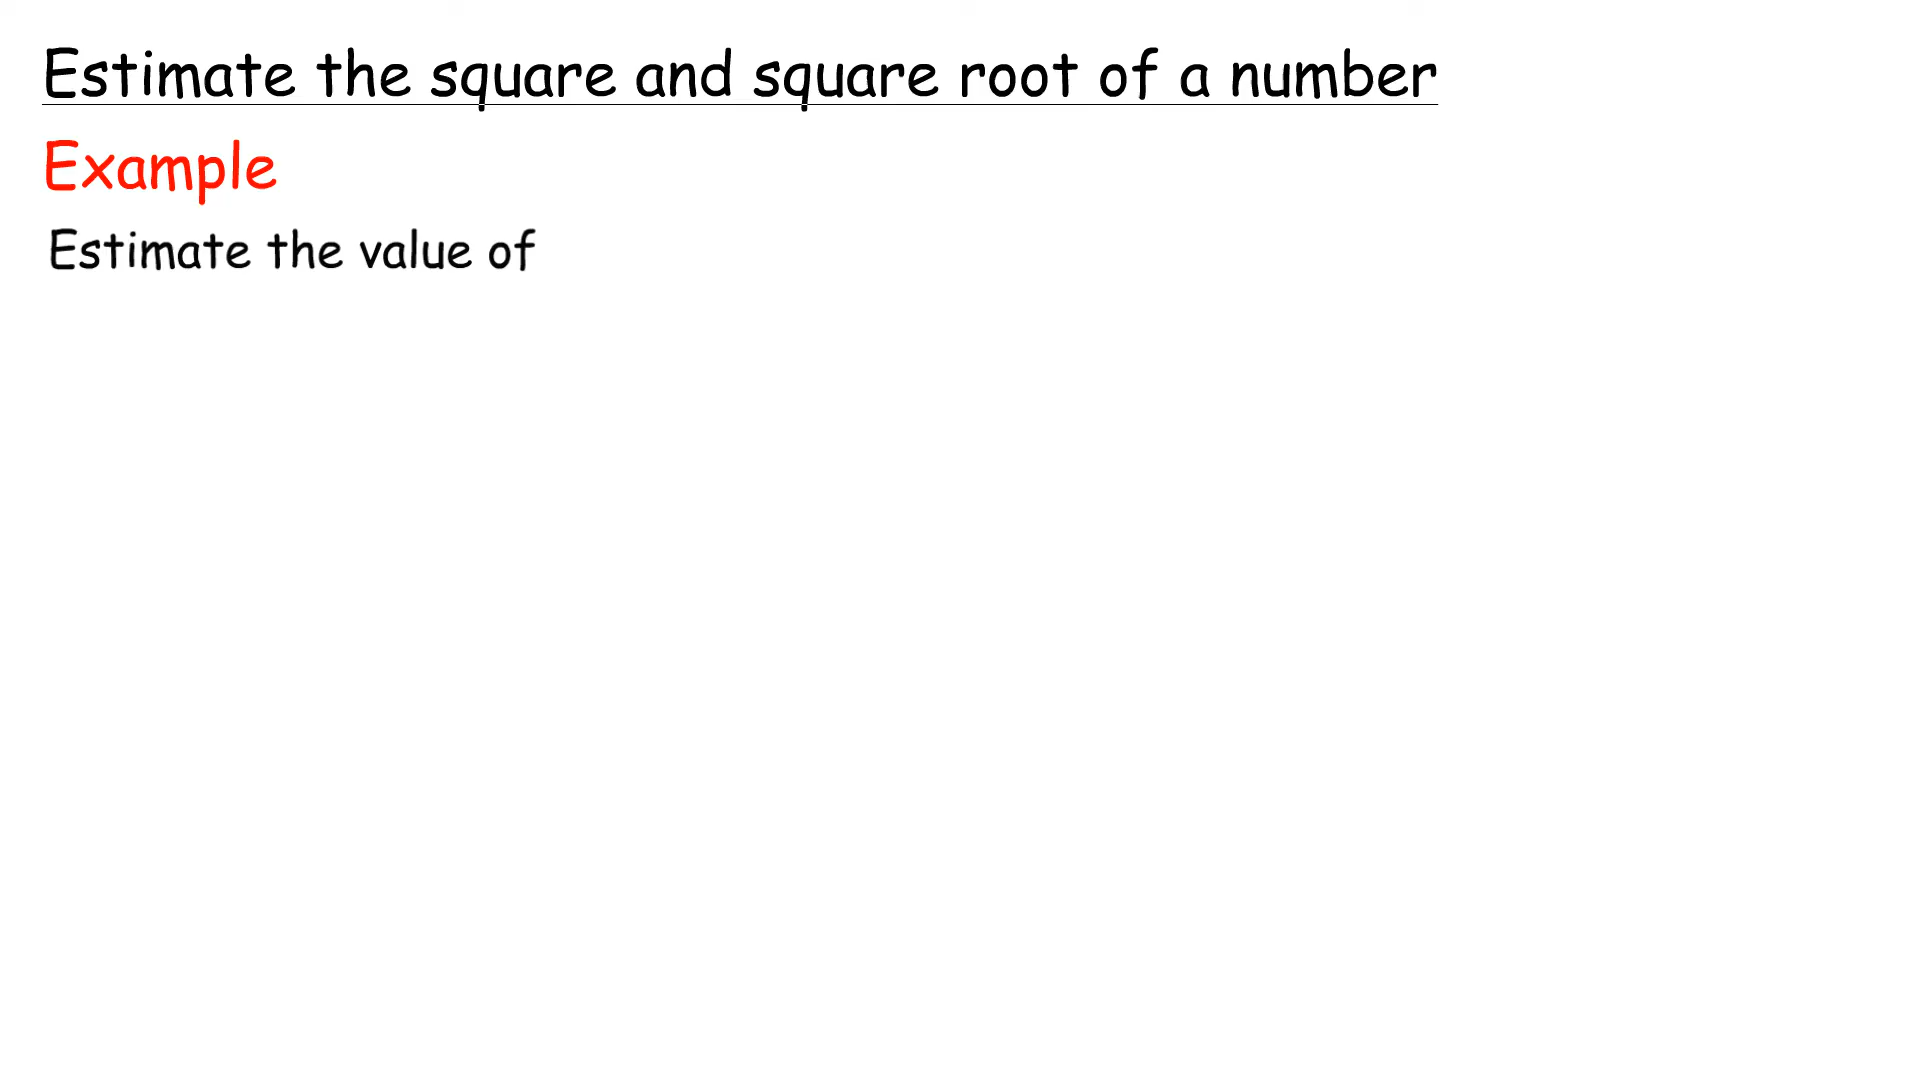 Estimate the square and square root of a number
Example
Estimate the value of